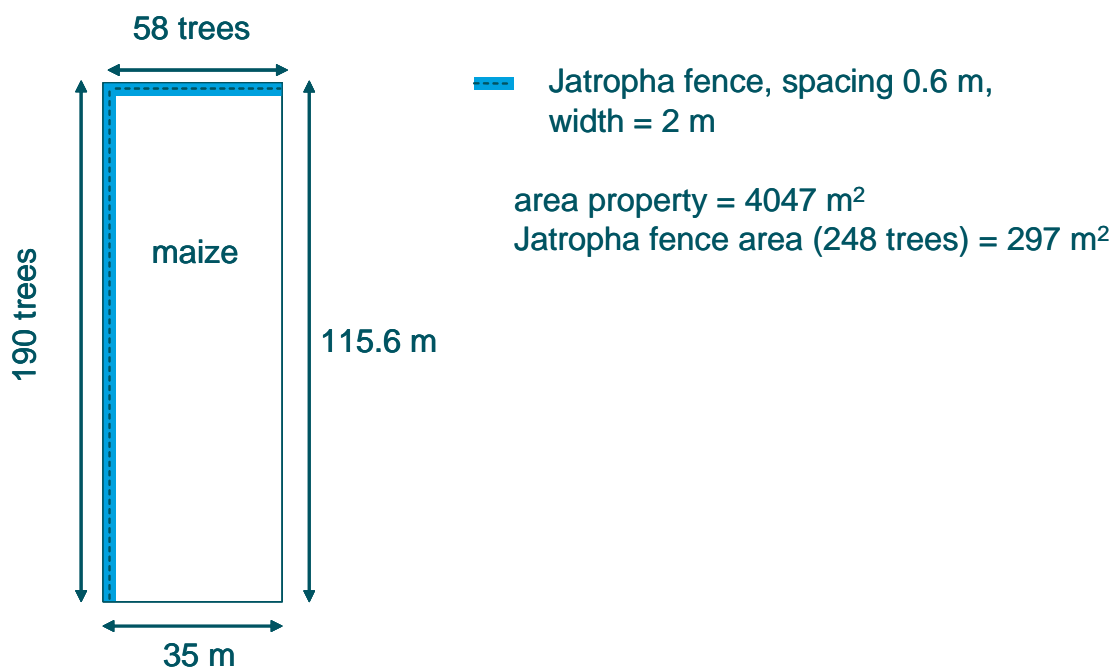 58 trees
Jatropha fence, spacing 0.6 m,
width = 2 m
area property = 4047 m²
Jatropha fence area (248 trees) = 297 m²
maize
190 trees
115.6 m
35 m